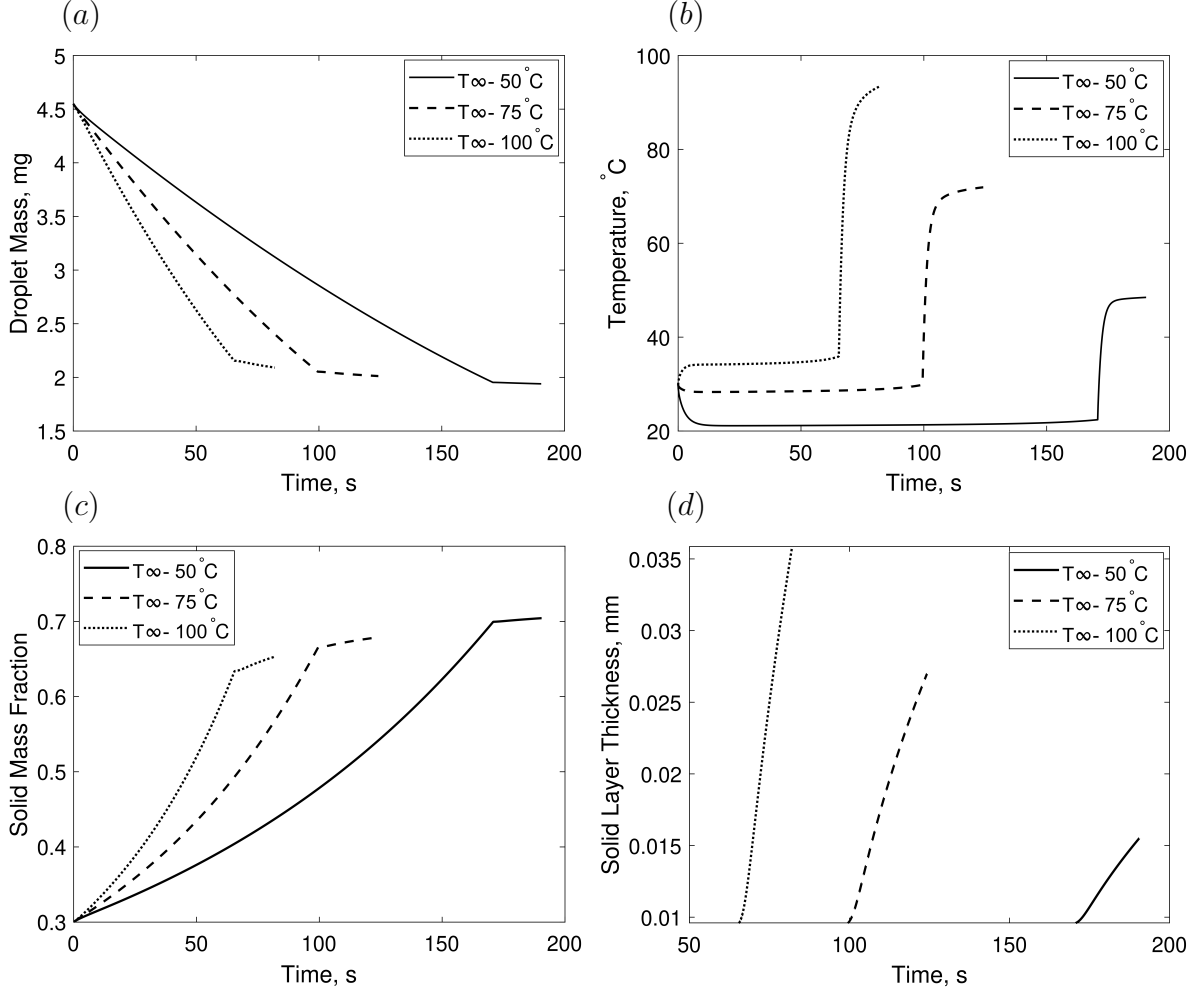 (a)
5
4.5
4
3.5
3
2.5
2
1.5
0
50
100
150
200
Droplet Mass, mg
Time, s
T∞- 50°C
T∞- 75°C
T∞- 100°C
(b)
100
80
60
40
20
0
50
100
150
200
Temperature, °C
Time, s
T∞- 50°C
T∞- 75°C
T∞- 100°C
(c)
0.8
0.7
0.6
0.5
0.4
0.3
0
50
100
150
200
Solid Mass Fraction
Time, s
T∞- 50°C
T∞- 75°C
T∞- 100°C
(d)
0.035
0.03
0.025
0.02
0.015
0.01
50
100
150
200
Solid Layer Thickness, mm
Time, s
T∞- 50°C
T∞- 75°C
T∞- 100°C